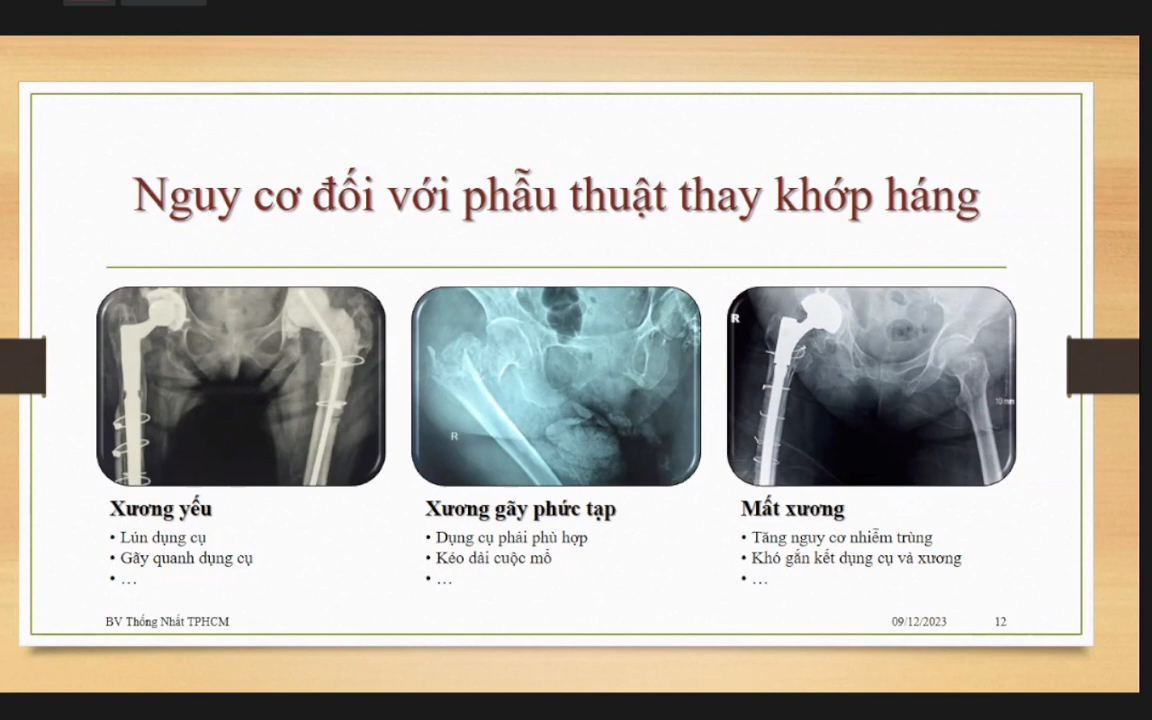 Nguy cơ đối với phẫu thuật thay khớp háng
R
R
10 mm
Xương yếu
• Lún dụng cụ
• Gãy quanh dụng cụ
• …
Xương gãy phức tạp
• Dụng cụ phải phù hợp
• Kéo dài cuộc mổ
• …
Mất xương
• Tăng nguy cơ nhiễm trùng
• Khó gắn kết dụng cụ và xương
• …
BV Thống Nhất TPHCM
09/12/2023
12